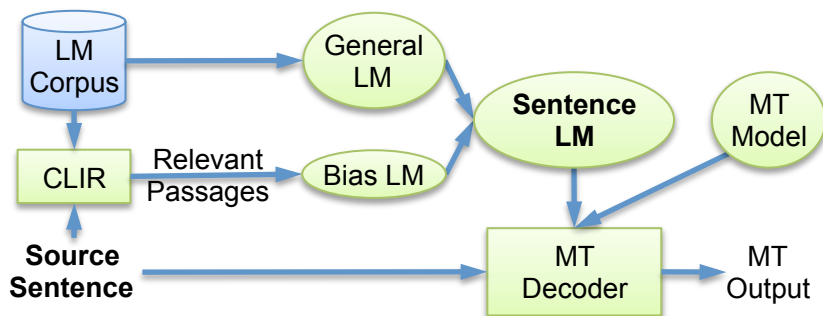 LM
Corpus
General
LM
Sentence
LM
MT
Model
CLIR
Relevant
Passages
Bias LM
Source
Sentence
MT
Decoder
MT
Output